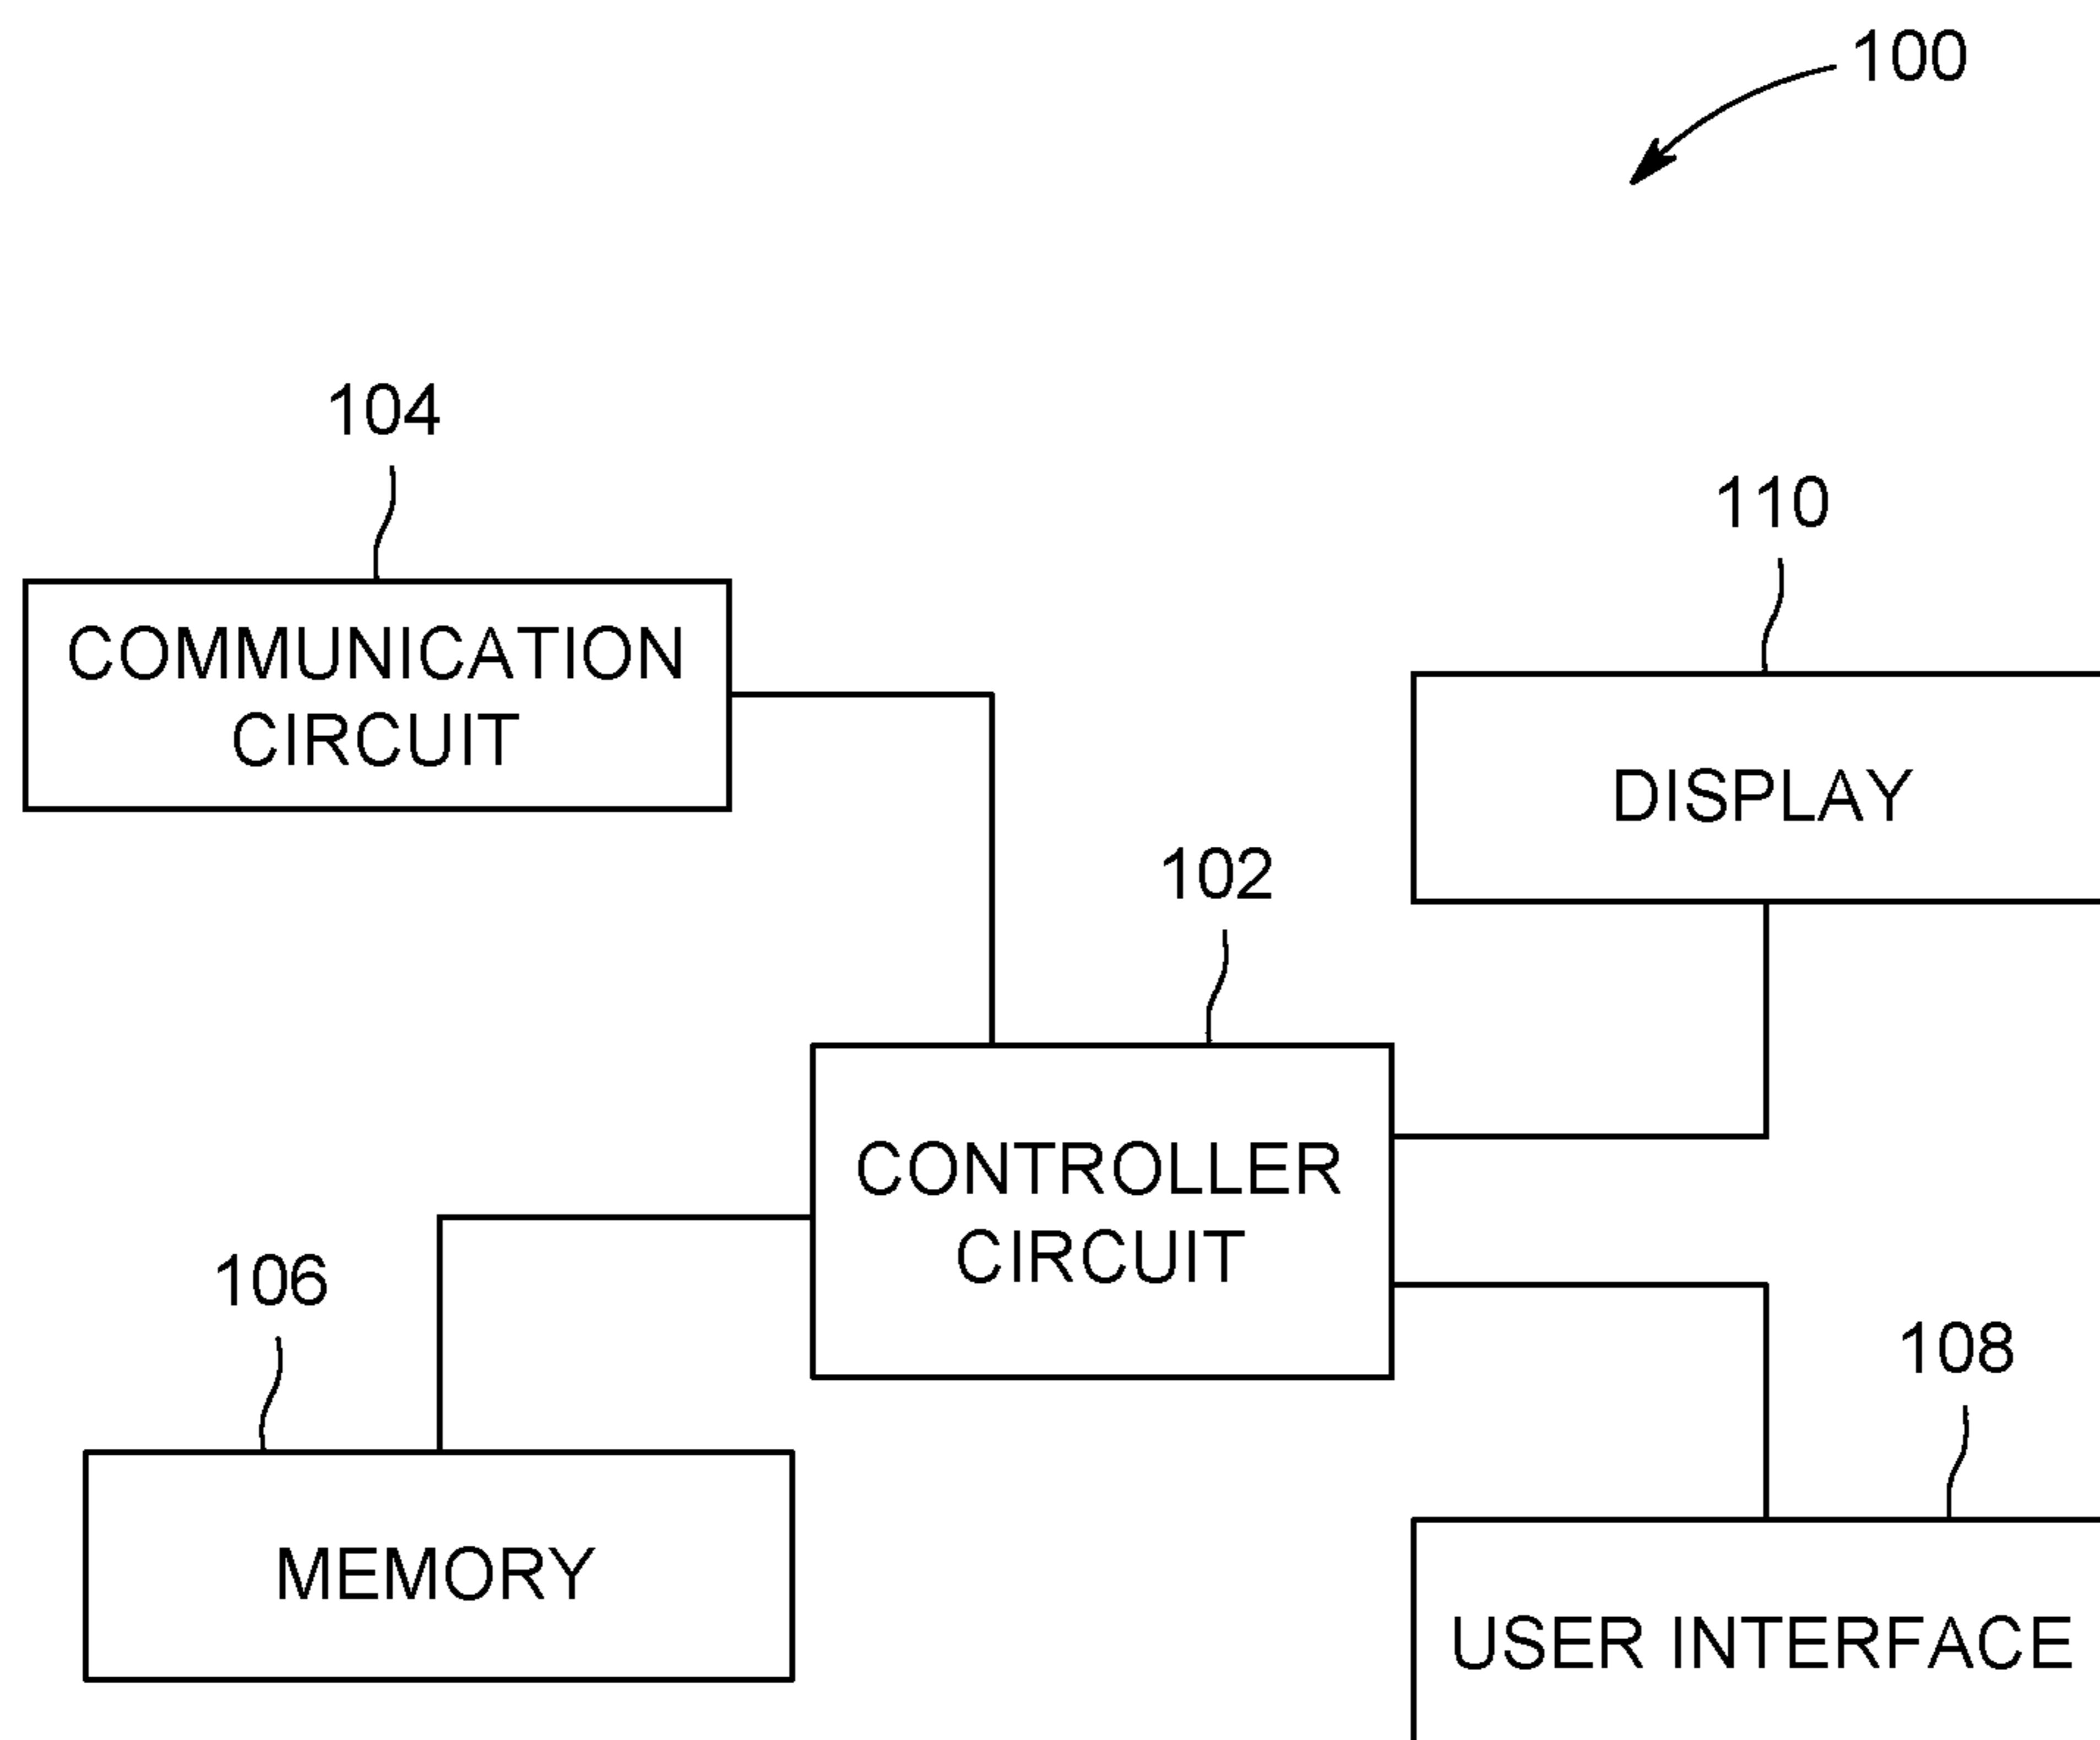 100
104
COMMUNICATION
CIRCUIT
110
DISPLAY
102
CONTROLLER
CIRCUIT
106
MEMORY
108
USER INTERFACE